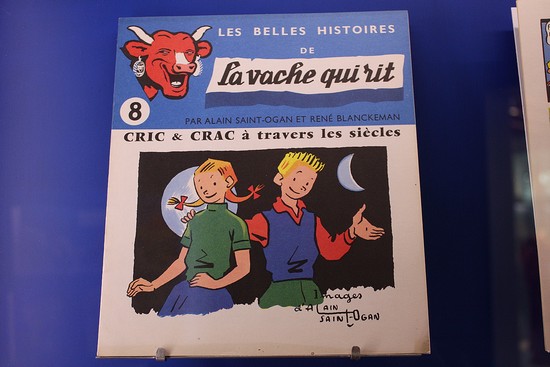 LES BELLES HISTOIRES
DE
la vache qui rit
8
PAR ALAIN SAINT-OGAN ET RENÉ BLANCKEMAN
CRIC & CRAC à travers les siècles
Images
d'Alain
SAINT-OGAN